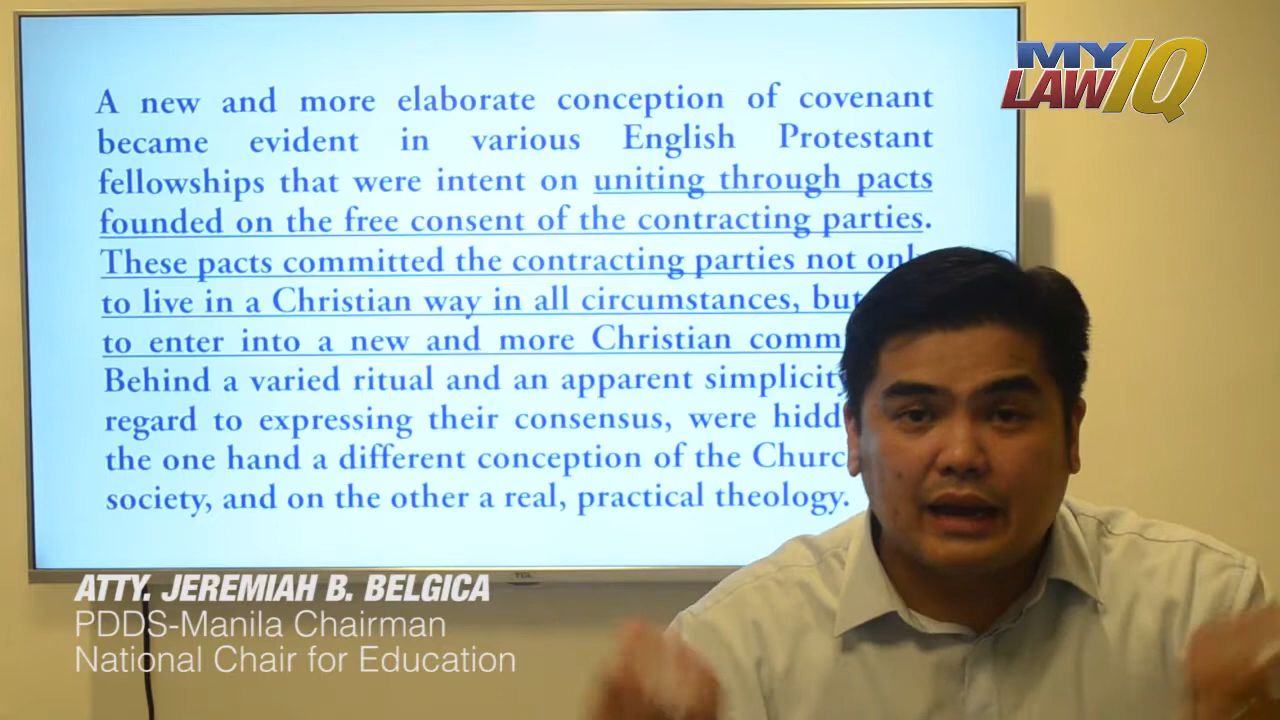 MY
LAW IQ
A new and more elaborate conception of covenant
became evident in various English Protestant
fellowships that were intent on uniting through pacts
founded on the free consent of the contracting parties.
These pacts committed the contracting parties not only
to live in a Christian way in all circumstances, but
to enter into a new and more Christian
Behind a varied ritual and an apparent simplicity
regard to expressing their consensus, were
the one hand a different conception of the Church
society, and on the other a real, practical theology.
TCL
ATTY. JEREMIAH B. BELGICA
PDDS-Manila Chairman
National Chair for Education